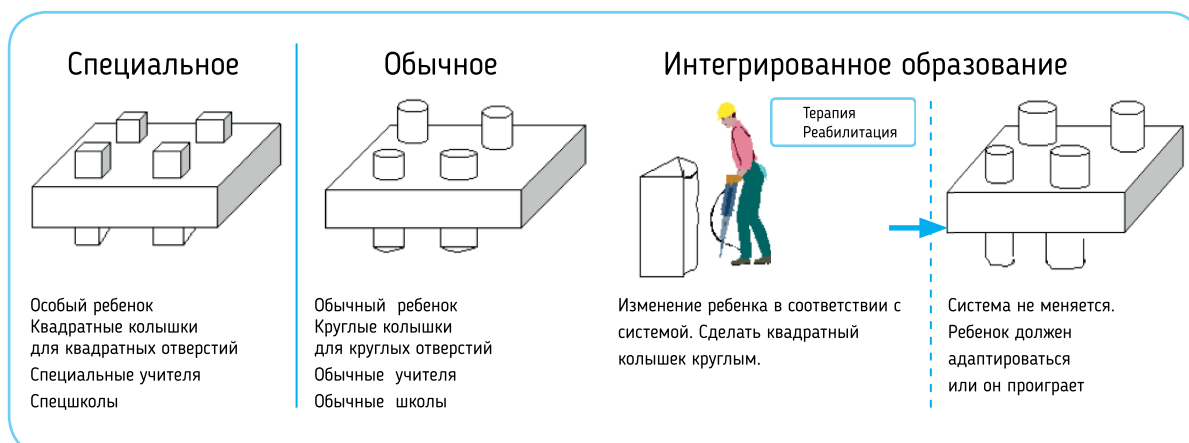 Специальное
Обычное
Интегрированное образование
Терапия
Реабилитация
Особый ребенок
Квадратные колышки
для квадратных отверстий
Специальные учителя
Спецшколы
Обычный ребенок
Круглые колышки
для круглых отверстий
Обычные учителя
Обычные школы
Изменение ребенка в соответствии с
системой. Сделать квадратный
колышек круглым.
Система не меняется.
Ребенок должен
адаптироваться
или он проиграет